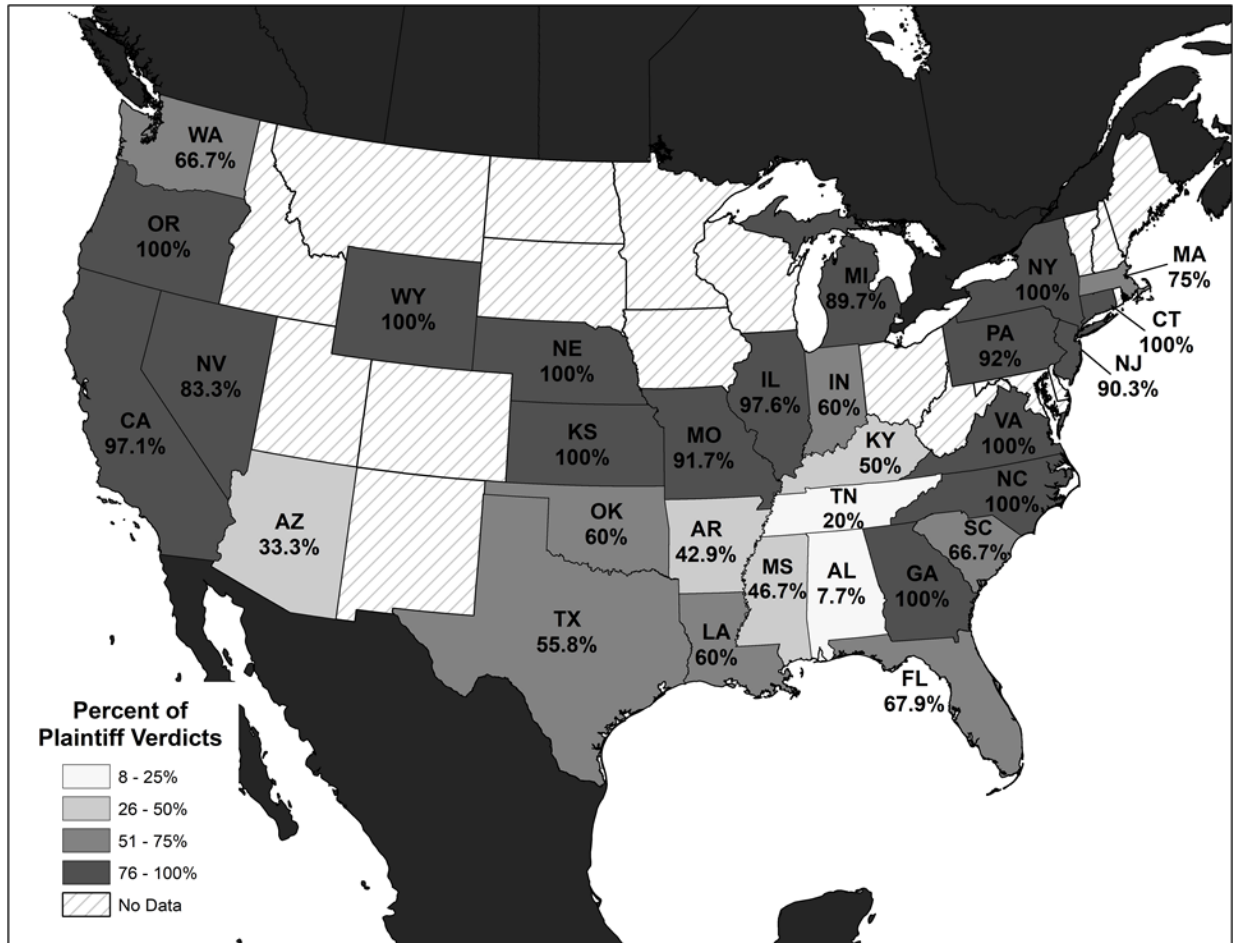 WA
66.7%
OR
100%
WY
100%
MI
89.7%
NY
100%
MA
75%
CT
100%
NV
83.3%
NE
100%
IL
97.6%
IN
60%
PA
92%
NJ
90.3%
CA
97.1%
KS
100%
MO
91.7%
KY
50%
VA
100%
NC
100%
AZ
33.3%
OK
60%
AR
42.9%
TN
20%
SC
66.7%
MS
46.7%
AL
7.7%
GA
100%
TX
55.8%
LA
60%
FL
67.9%
Percent of
Plaintiff Verdicts
8 - 25%
26 - 50%
51 - 75%
76 - 100%
No Data